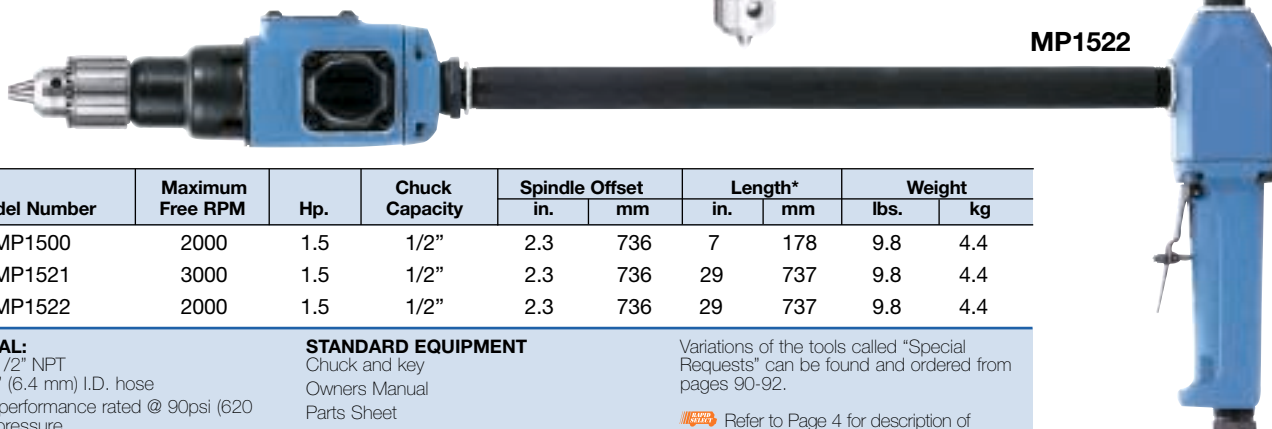 MP1522
del Number Maximum Free RPM Hp. Chuck Capacity Spindle Offset in. mm Length* in. mm Weight lbs. kg
MP1500 2000 1.5 1/2” 2.3 736 7 178 9.8 4.4
MP1521 3000 1.5 1/2” 2.3 736 29 737 9.8 4.4
MP1522 2000 1.5 1/2” 2.3 736 29 737 9.8 4.4
AL:
1/2” NPT
” (6.4 mm) I.D. hose
performance rated @ 90psi (620
pressure
STANDARD EQUIPMENT
Chuck and key
Owners Manual
Parts Sheet
Variations of the tools called “Special
Requests” can be found and ordered from
pages 90-92.
RAPID SELECT Refer to Page 4 for description of